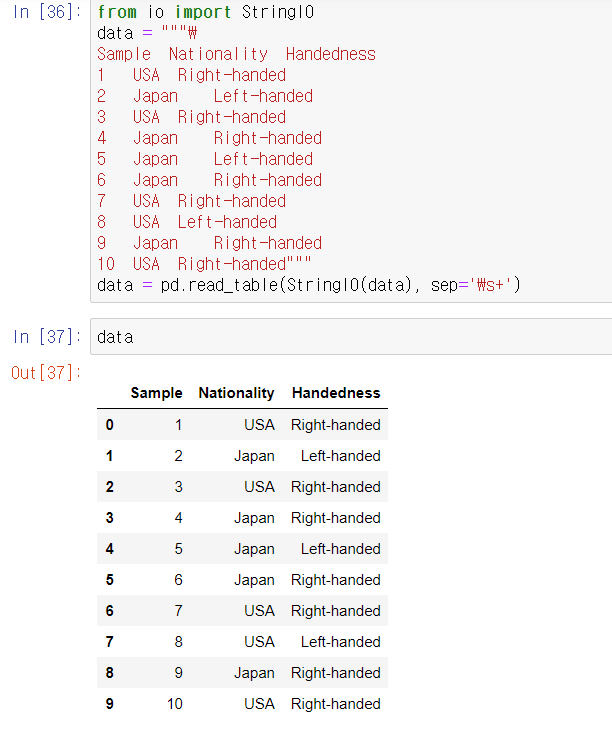 In [36]: from io import StringIO
data = """₩
Sample  Nationality  Handedness
1   USA  Right-handed
2   Japan    Left-handed
3   USA  Right-handed
4   Japan    Right-handed
5   Japan    Left-handed
6   Japan    Right-handed
7   USA  Right-handed
8   USA  Left-handed
9   Japan    Right-handed
10  USA  Right-handed"""
data = pd.read_table(StringIO(data), sep='₩s+')
In [37]: data
Out[37]:
Sample Nationality Handedness
0 1 USA Right-handed
1 2 Japan Left-handed
2 3 USA Right-handed
3 4 Japan Right-handed
4 5 Japan Left-handed
5 6 Japan Right-handed
6 7 USA Right-handed
7 8 USA Left-handed
8 9 Japan Right-handed
9 10 USA Right-handed